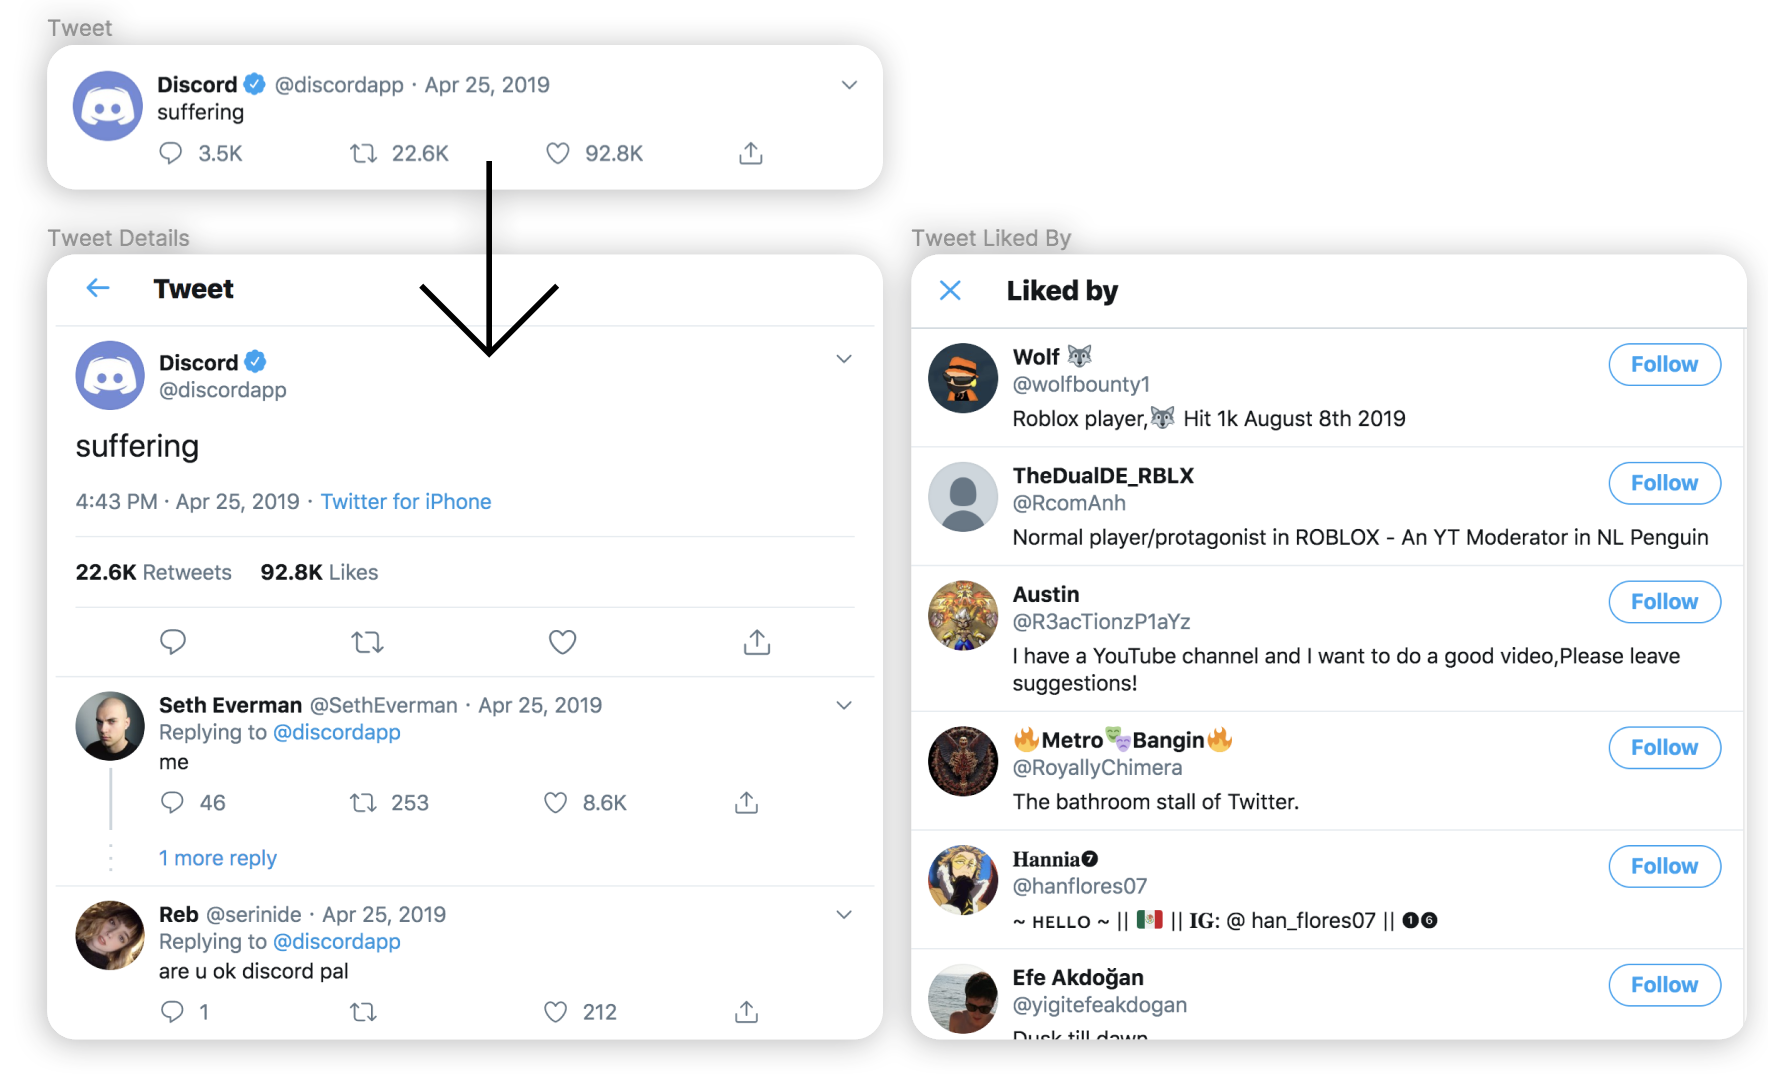 Tweet
Discord @discordapp · Apr 25, 2019
suffering
3.5K 22.6K 92.8K
Tweet Details
Tweet
Discord
@discordapp
suffering
4:43 PM · Apr 25, 2019 · Twitter for iPhone
22.6K Retweets 92.8K Likes
Seth Everman @SethEverman · Apr 25, 2019
Replying to @discordapp
me
46 253 8.6K
1 more reply
Reb @serinide · Apr 25, 2019
Replying to @discordapp
are u ok discord pal
1 212
Tweet Liked By
Liked by
Wolf 🐺 Follow
@wolfbounty1
Roblox player,🐺 Hit 1k August 8th 2019
TheDualDE_RBLX Follow
@RcomAnh
Normal player/protagonist in ROBLOX - An YT Moderator in NL Penguin
Austin Follow
@R3acTionzP1aYz
I have a YouTube channel and I want to do a good video,Please leave
suggestions!
🔥Metro🎭Bangin🔥 Follow
@RoyallyChimera
The bathroom stall of Twitter.
𝐇𝐚𝐧𝐧𝐢𝐚❼ Follow
@hanflores07
~ ʜᴇʟʟᴏ ~ || 🇲🇽 || 𝐈𝐆: @ han_flores07 || ❶❻
Efe Akdoğan Follow
@yigitefeakdogan
Dusk till dawn